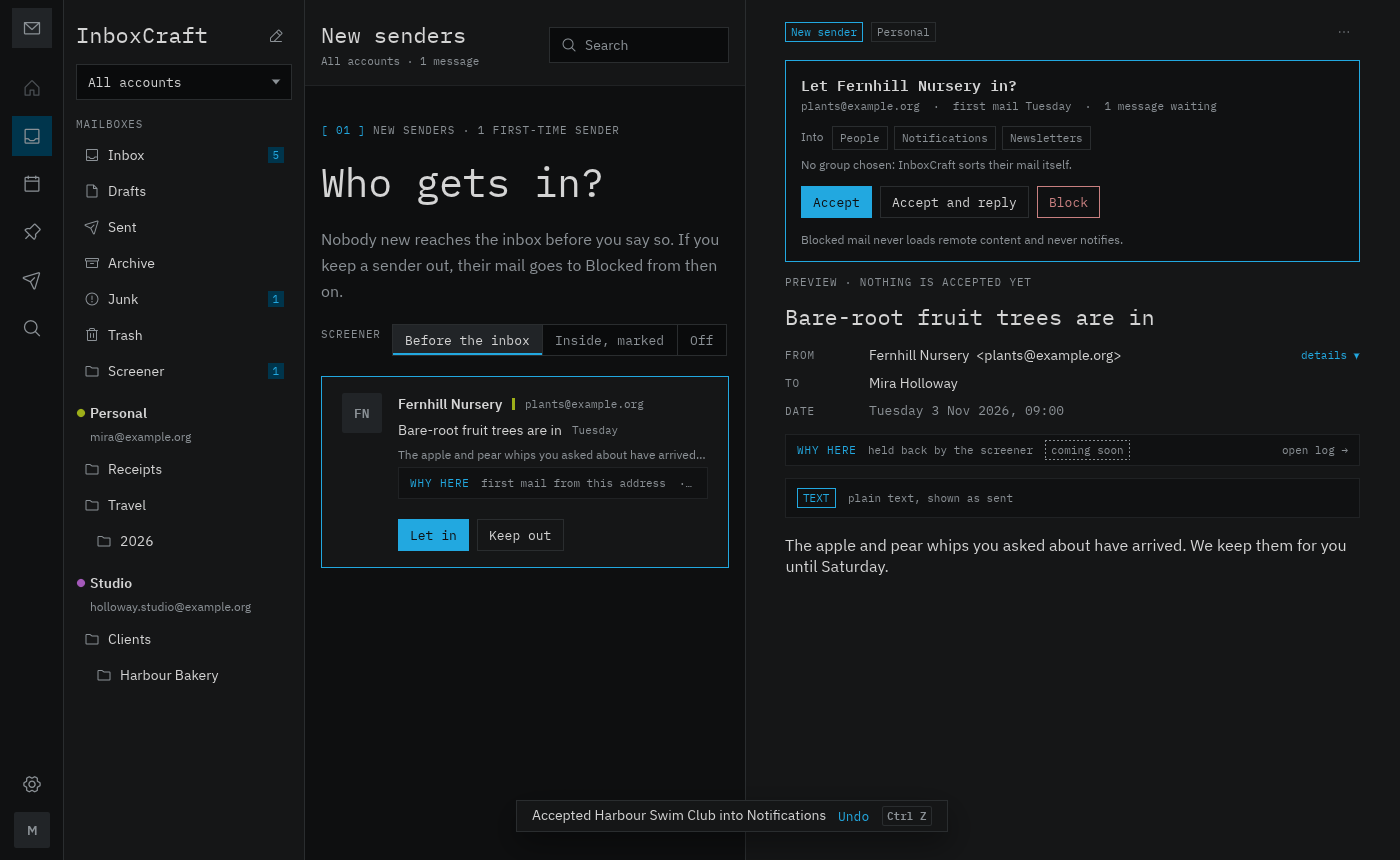 InboxCraft
All accounts
MAILBOXES
Inbox 5
Drafts
Sent
Archive
Junk 1
Trash
Screener 1
Personal
mira@example.org
Receipts
Travel
2026
Studio
holloway.studio@example.org
Clients
Harbour Bakery
M
New senders
All accounts · 1 message
Search
[ 01 ] NEW SENDERS · 1 FIRST-TIME SENDER
Who gets in?
Nobody new reaches the inbox before you say so. If you
keep a sender out, their mail goes to Blocked from then
on.
SCREENER Before the inbox Inside, marked Off
FN
Fernhill Nursery plants@example.org
Bare-root fruit trees are in Tuesday
The apple and pear whips you asked about have arrived…
WHY HERE first mail from this address ·…
Let in Keep out
New sender Personal ···
Let Fernhill Nursery in?
plants@example.org · first mail Tuesday · 1 message waiting
Into People Notifications Newsletters
No group chosen: InboxCraft sorts their mail itself.
Accept Accept and reply Block
Blocked mail never loads remote content and never notifies.
PREVIEW · NOTHING IS ACCEPTED YET
Bare-root fruit trees are in
FROM Fernhill Nursery <plants@example.org> details ▾
TO Mira Holloway
DATE Tuesday 3 Nov 2026, 09:00
WHY HERE held back by the screener coming soon open log →
TEXT plain text, shown as sent
The apple and pear whips you asked about have arrived. We keep them for you
until Saturday.
Accepted Harbour Swim Club into Notifications Undo Ctrl Z